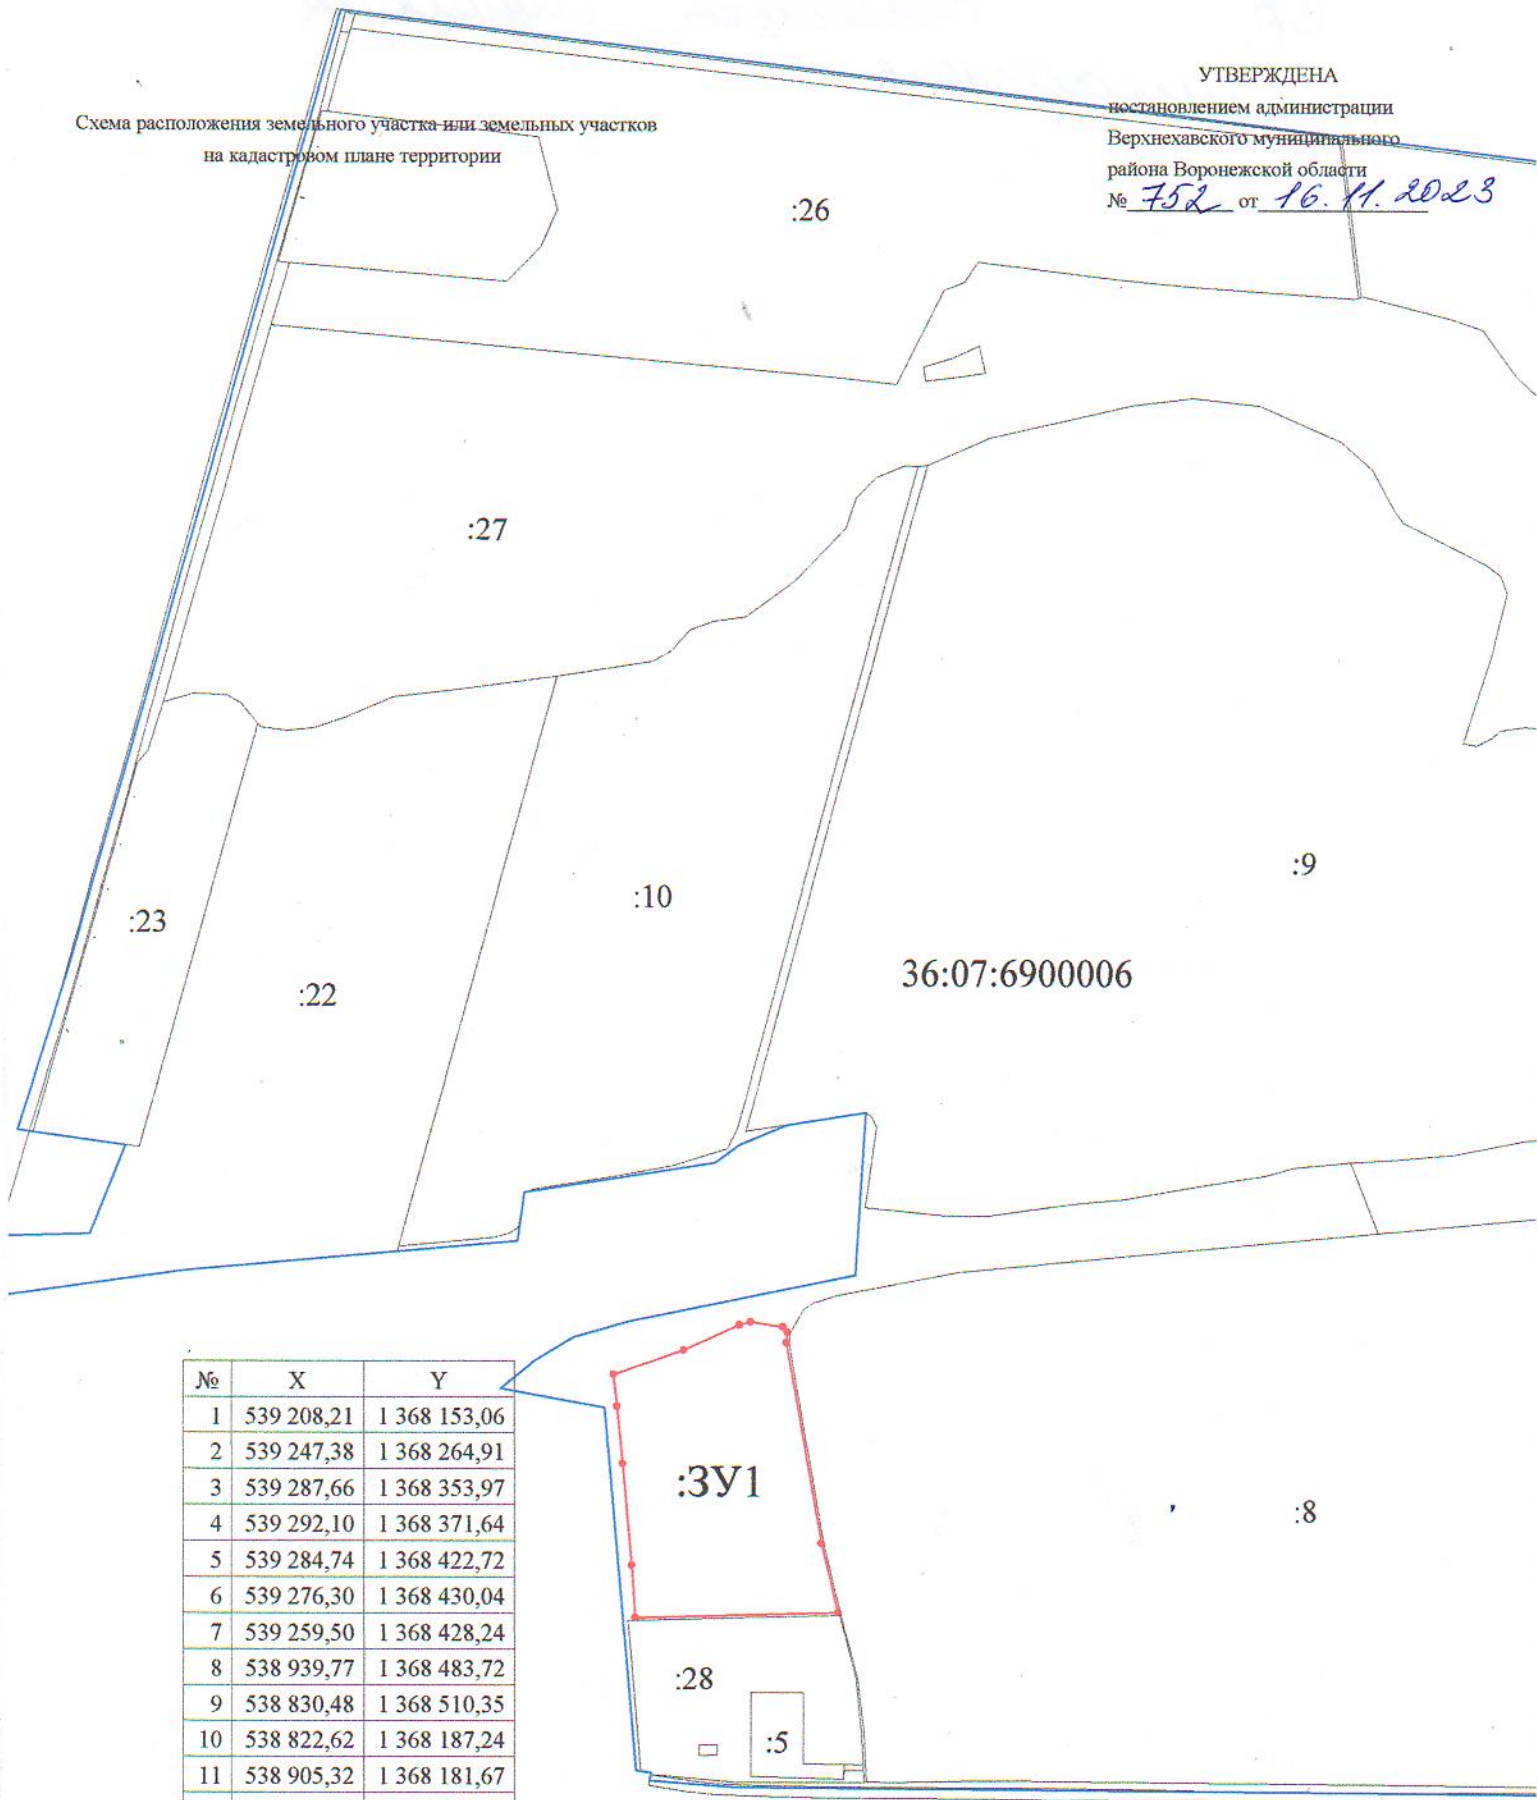 УТВЕРЖДЕНА
постановлением администрации
Верхнехавского муниципального
района Воронежской области
№ 752 от 16.11.2023
Схема расположения земельного участка или земельных участков
на кадастровом плане территории
:26
:27
:9
:10
:23
36:07:6900006
:22
№ X Y
1 539 208,21 1 368 153,06
2 539 247,38 1 368 264,91
3 539 287,66 1 368 353,97
4 539 292,10 1 368 371,64
5 539 284,74 1 368 422,72
6 539 276,30 1 368 430,04
7 539 259,50 1 368 428,24
8 538 939,77 1 368 483,72
9 538 830,48 1 368 510,35
10 538 822,62 1 368 187,24
11 538 905,32 1 368 181,67
:ЗУ1
:8
:28
:5